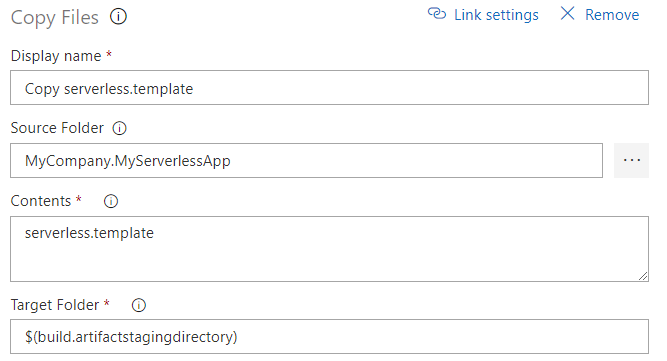 Copy Files
Link settings
Remove
Display name *
Copy serverless.template
Source Folder
MyCompany.MyServerlessApp
...
Contents *
serverless.template
Target Folder *
$(build.artifactstagingdirectory)